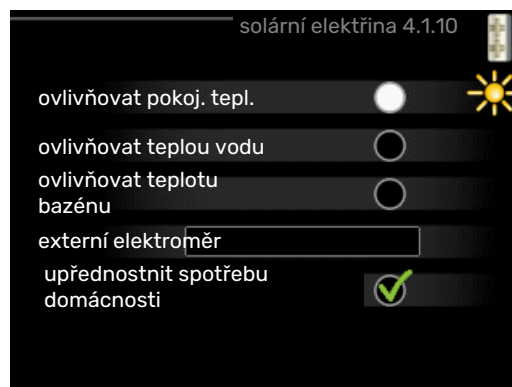 solární elektřina 4.1.10
ovlivňovat pokoj. tepl.
ovlivňovat teplou vodu
ovlivňovat teplotu
bazénu
externí elektroměr
upřednostnit spotřebu
domácnosti